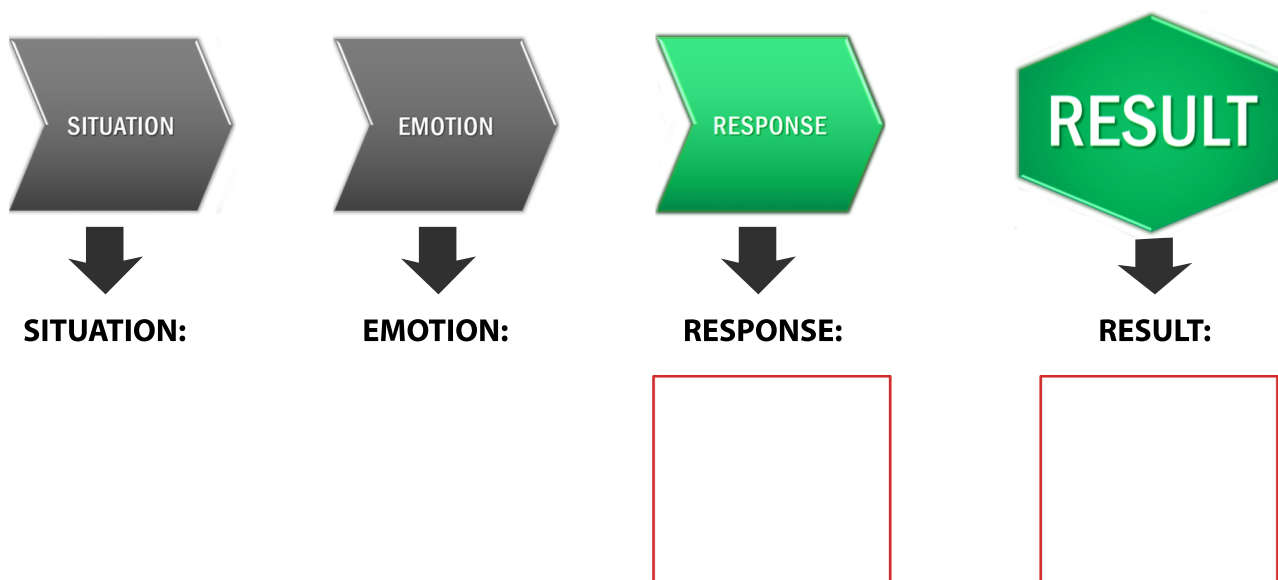 SITUATION
EMOTION
RESPONSE
RESULT
SITUATION:
EMOTION:
RESPONSE:
RESULT: